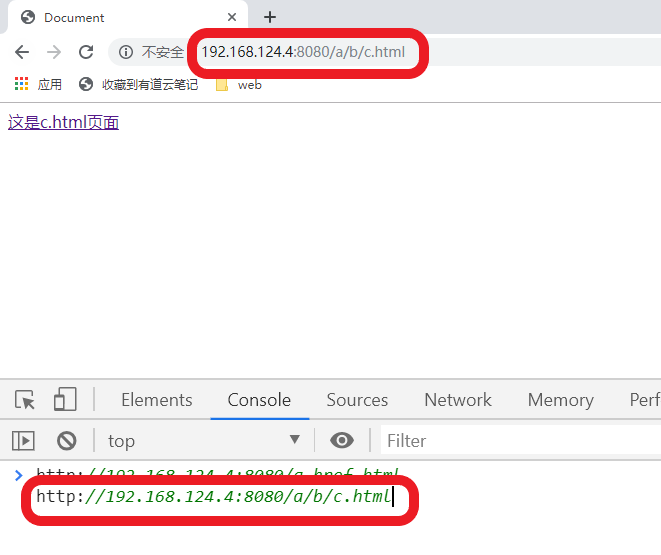 Document
不安全
192.168.124.4:8080/a/b/c.html
应用 收藏到有道云笔记 web
这是c.html页面
Elements Console Sources Network Memory Perf
top Filter
http://192.168.124.4:8080/a href.html
http://192.168.124.4:8080/a/b/c.html